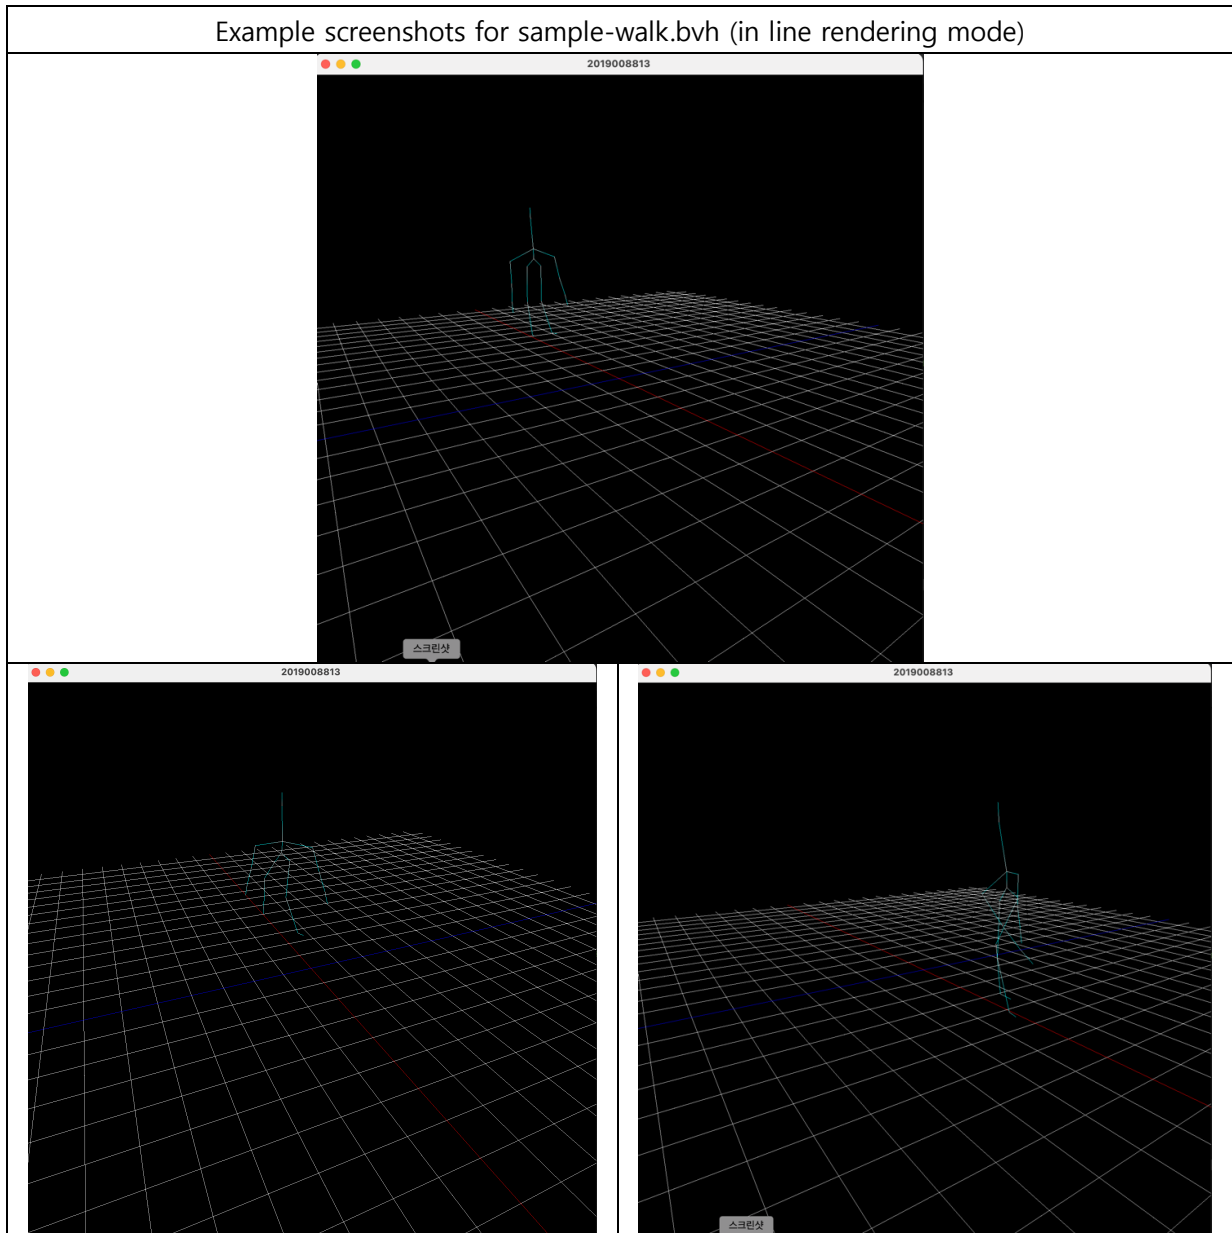 Example screenshots for sample-walk.bvh (in line rendering mode)
2019008813
스크린샷
2019008813
2019008813
스크린샷